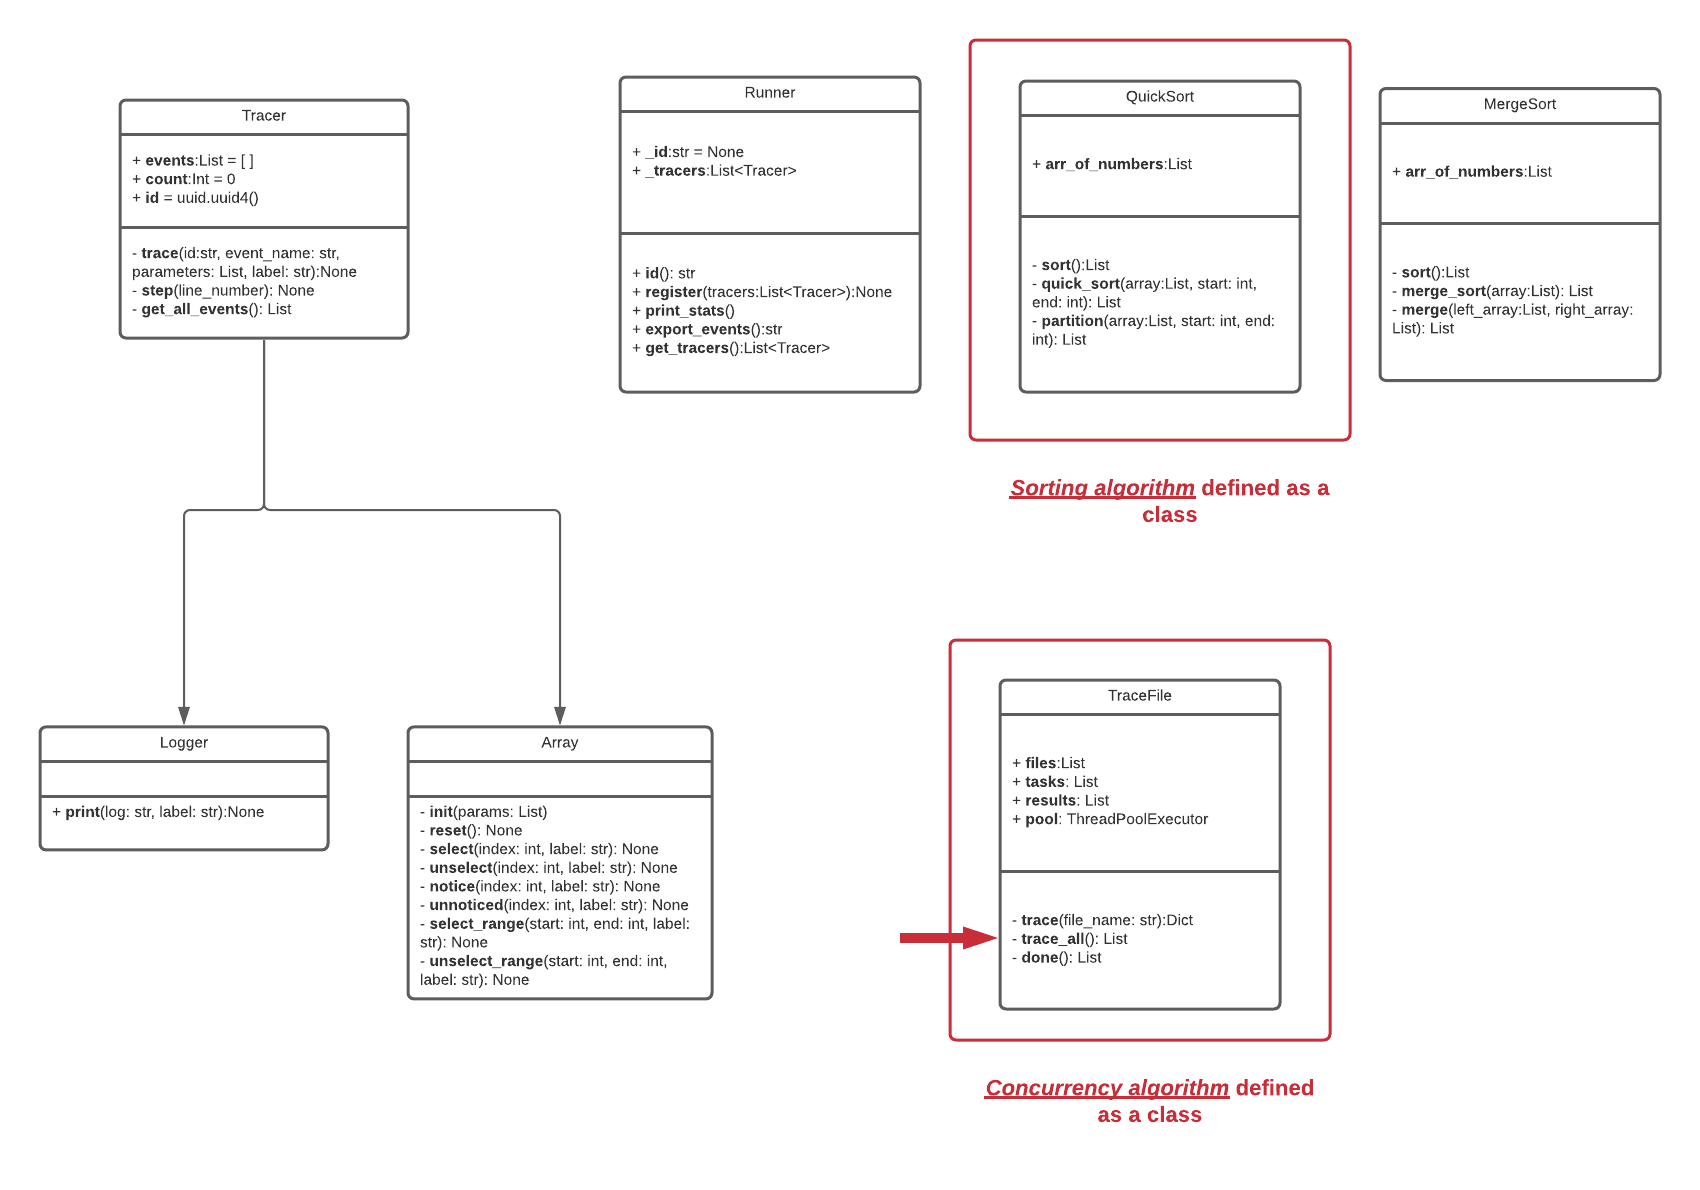 Tracer
+ events:List = [ ]
+ count:Int = 0
+ id = uuid.uuid4()
- trace(id:str, event_name: str,
parameters: List, label: str):None
- step(line_number): None
- get_all_events(): List
Runner
+ _id:str = None
+ _tracers:List<Tracer>
+ id(): str
+ register(tracers:List<Tracer>):None
+ print_stats()
+ export_events():str
+ get_tracers():List<Tracer>
QuickSort
+ arr_of_numbers:List
- sort():List
- quick_sort(array:List, start: int,
end: int): List
- partition(array:List, start: int, end:
int): List
MergeSort
+ arr_of_numbers:List
- sort():List
- merge_sort(array:List): List
- merge(left_array:List, right_array:
List): List
Sorting algorithm defined as a
class
Logger
+ print(log: str, label: str):None
Array
- init(params: List)
- reset(): None
- select(index: int, label: str): None
- unselect(index: int, label: str): None
- notice(index: int, label: str): None
- unnoticed(index: int, label: str): None
- select_range(start: int, end: int, label:
str): None
- unselect_range(start: int, end: int,
label: str): None
TraceFile
+ files:List
+ tasks: List
+ results: List
+ pool: ThreadPoolExecutor
- trace(file_name: str):Dict
- trace_all(): List
- done(): List
Concurrency algorithm defined
as a class